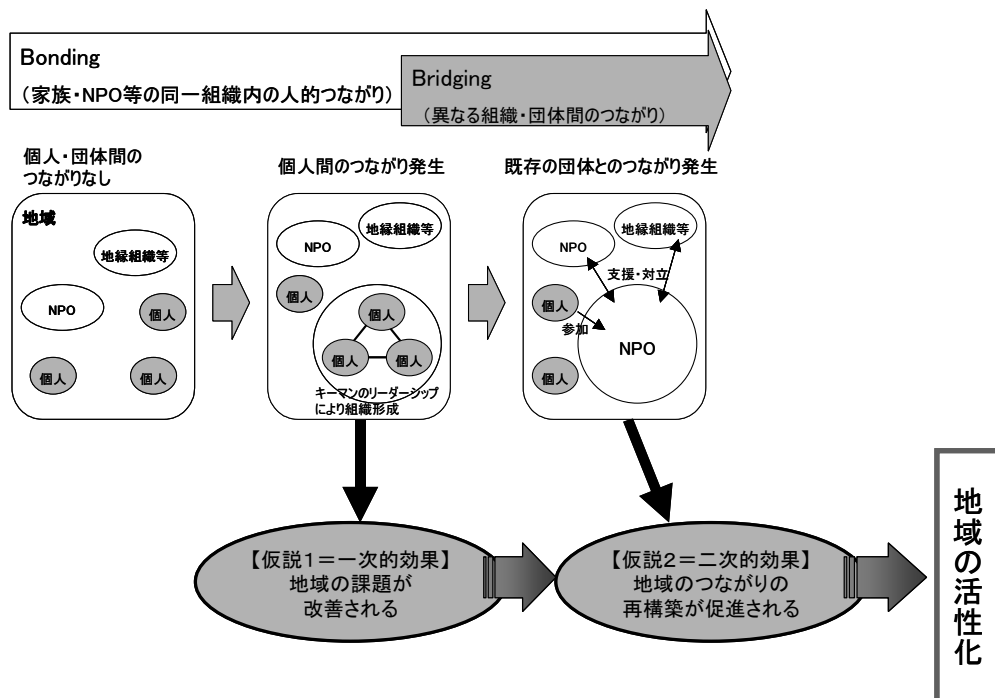 Bonding
（家族・NPO等の同一組織内の人的つながり）
Bridging
（異なる組織・団体間のつながり）
個人・団体間の
つながりなし
地域
地縁組織等
NPO
個人
個人
個人
個人間のつながり発生
地縁組織等
NPO
個人
個人
個人
個人
キーマンのリーダーシップ
により組織形成
既存の団体とのつながり発生
地縁組織等
NPO
支援・対立
個人
参加
NPO
個人
【仮説1＝一次的効果】
地域の課題が
改善される
【仮説2＝二次的効果】
地域のつながりの
再構築が促進される
地域の活性化